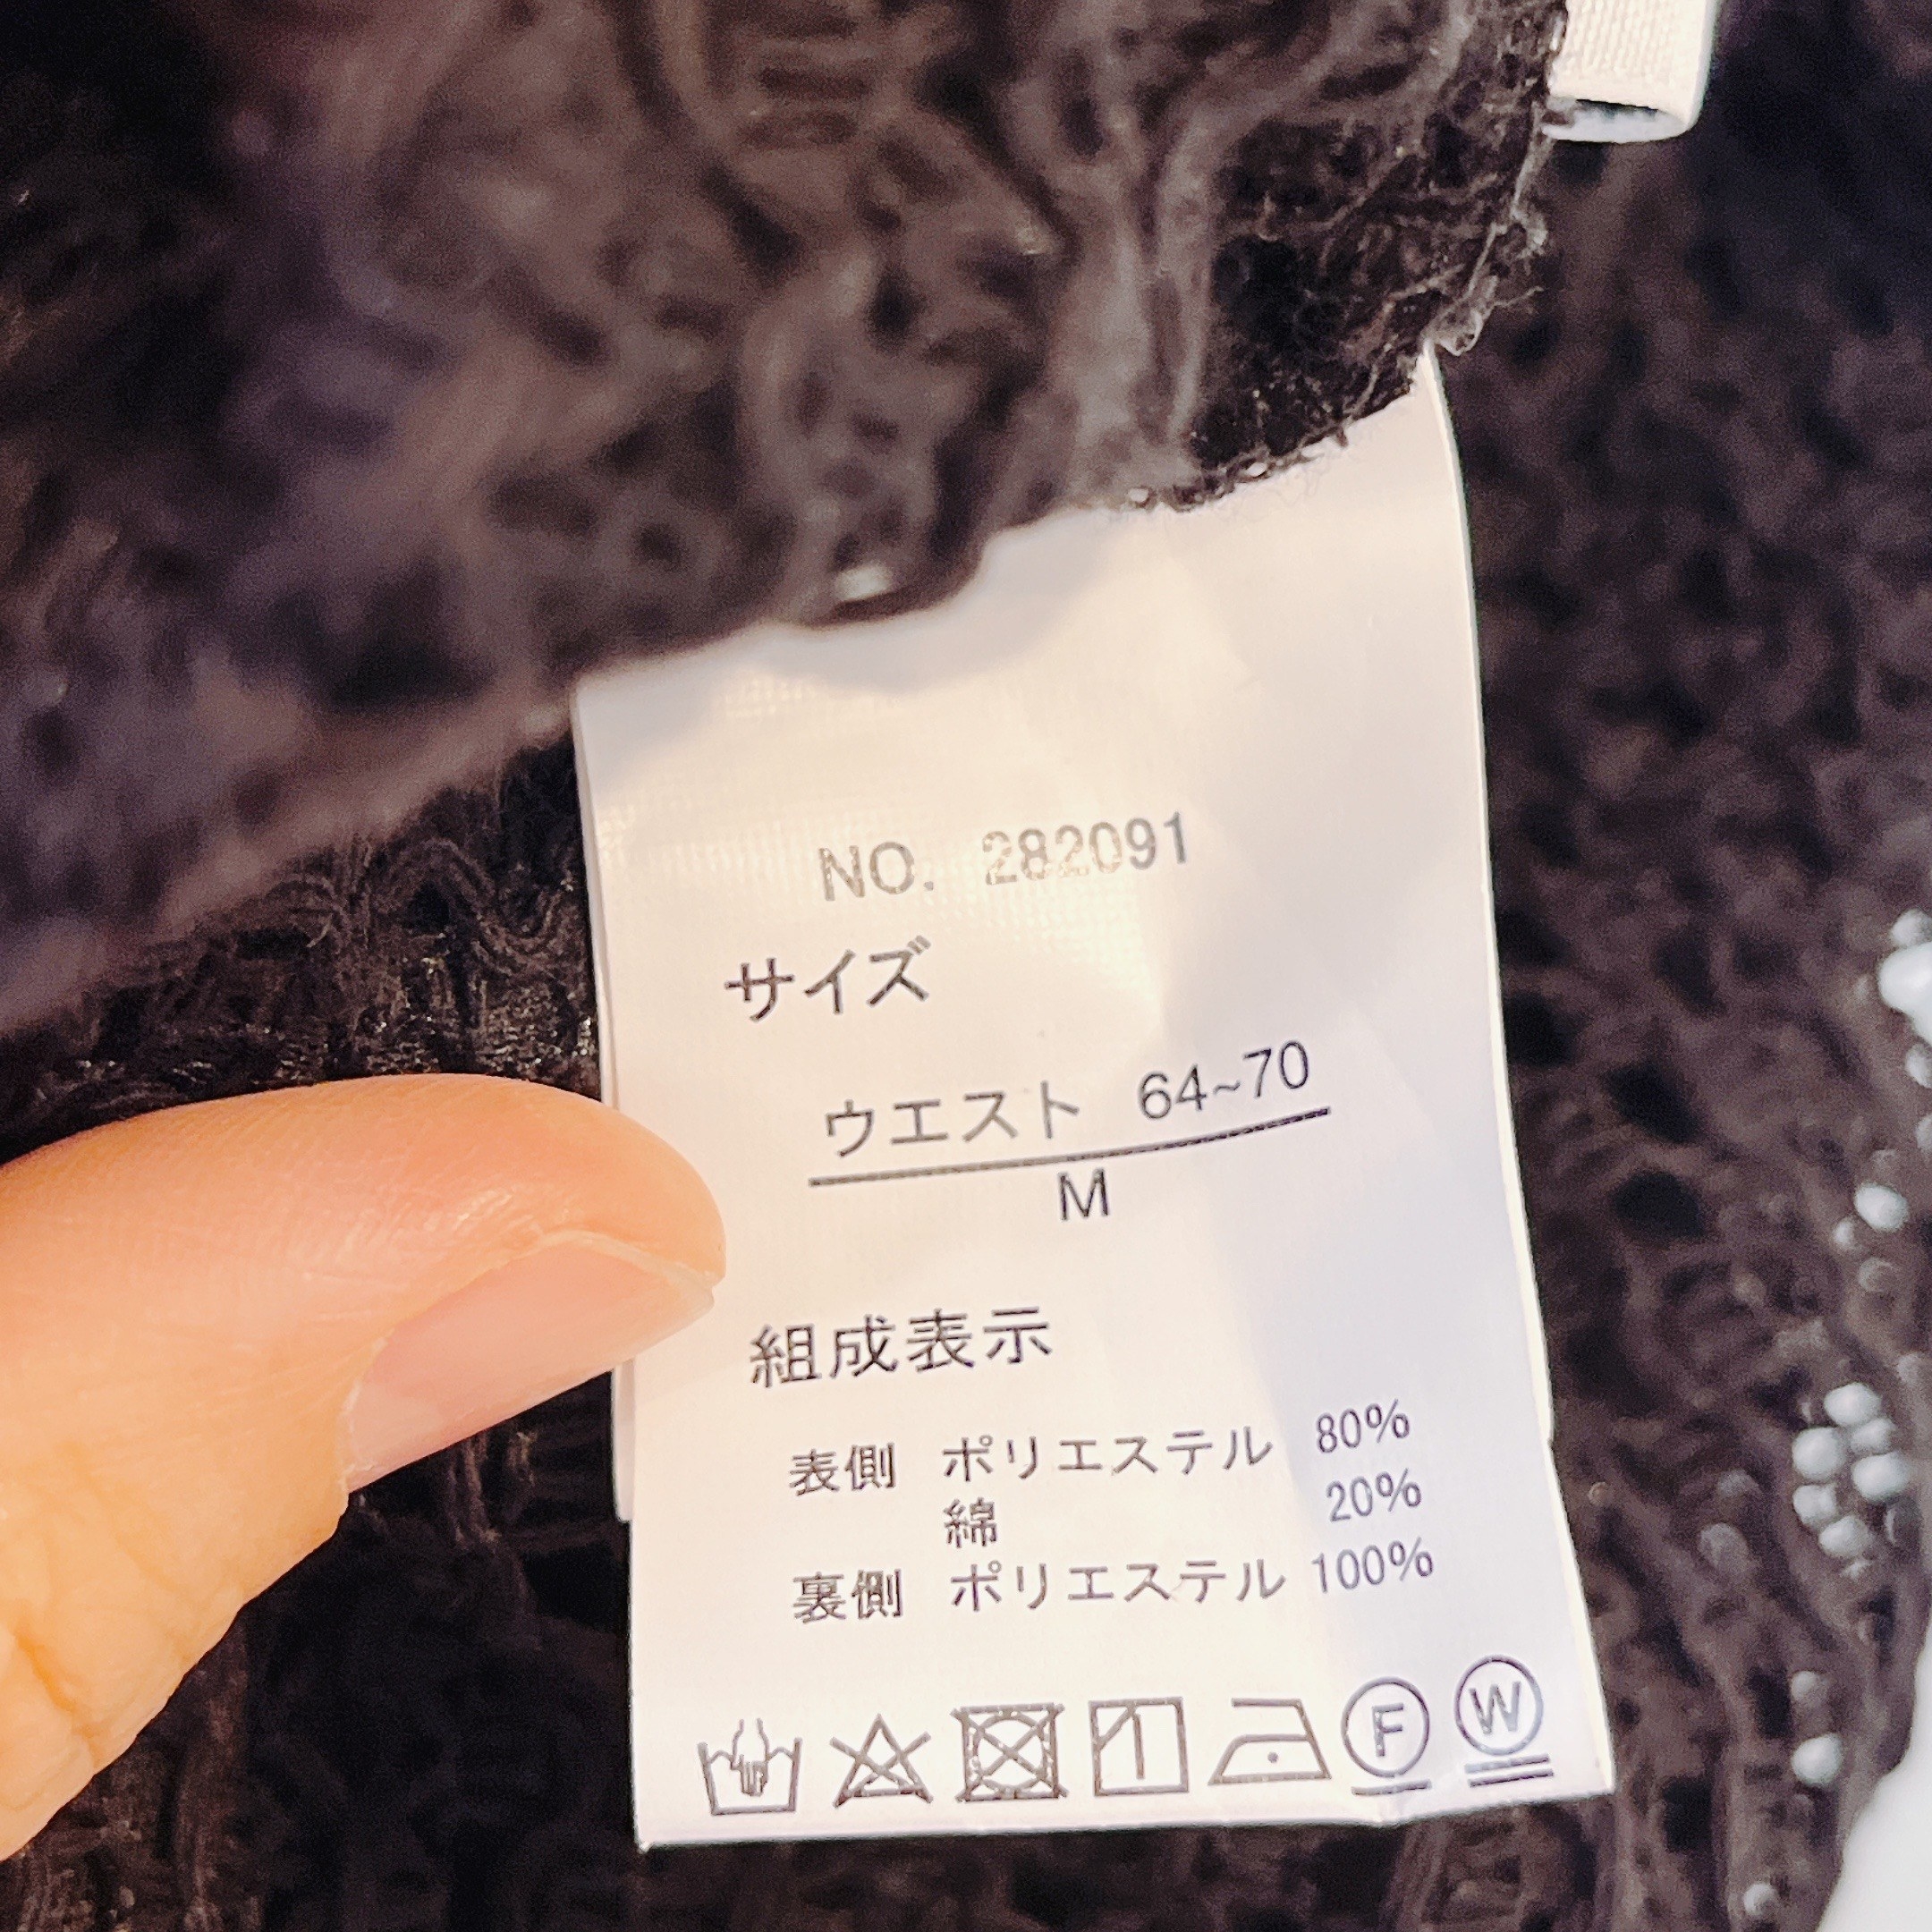 NO. 282091
サイズ
ウエスト 64~70
M
組成表示
表側 ポリエステル 80%
綿 20%
裏側 ポリエステル 100%
F W